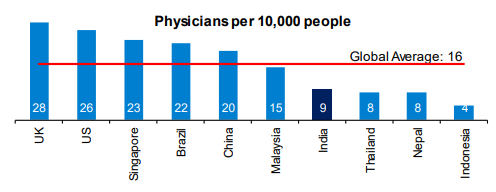 Physicians per 10,000 people
Global Average: 16
28 26 23 22 20 15 9 8 8 4
UK US Singapore Brazil China Malaysia India Thailand Nepal Indonesia